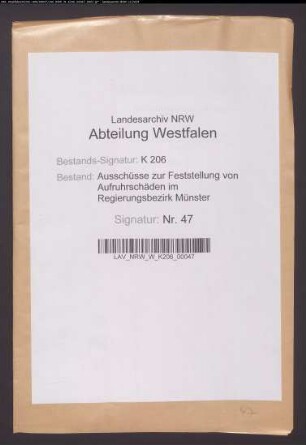 Landesarchiv NRW
Abteilung Westfalen
Bestands-Signatur: K 206
Bestand: Ausschüsse zur Feststellung von
Aufruhrschäden im
Regierungsbezirk Münster
Signatur: Nr. 47
LAV_NRW_W_K206_00047
47